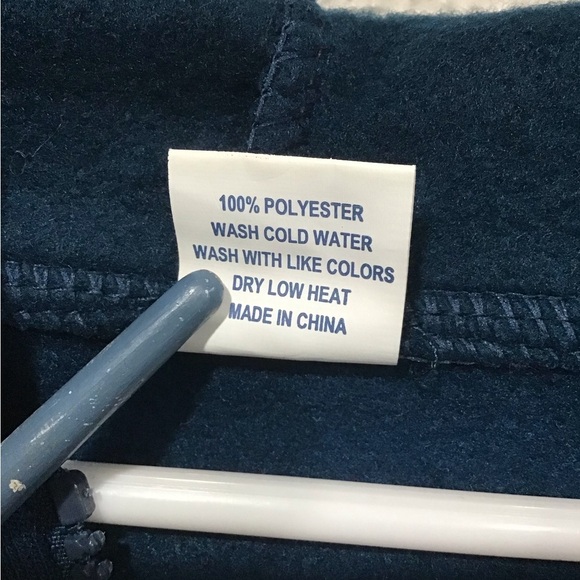 100% POLYESTER
WASH COLD WATER
WASH WITH LIKE COLORS
DRY LOW HEAT
MADE IN CHINA